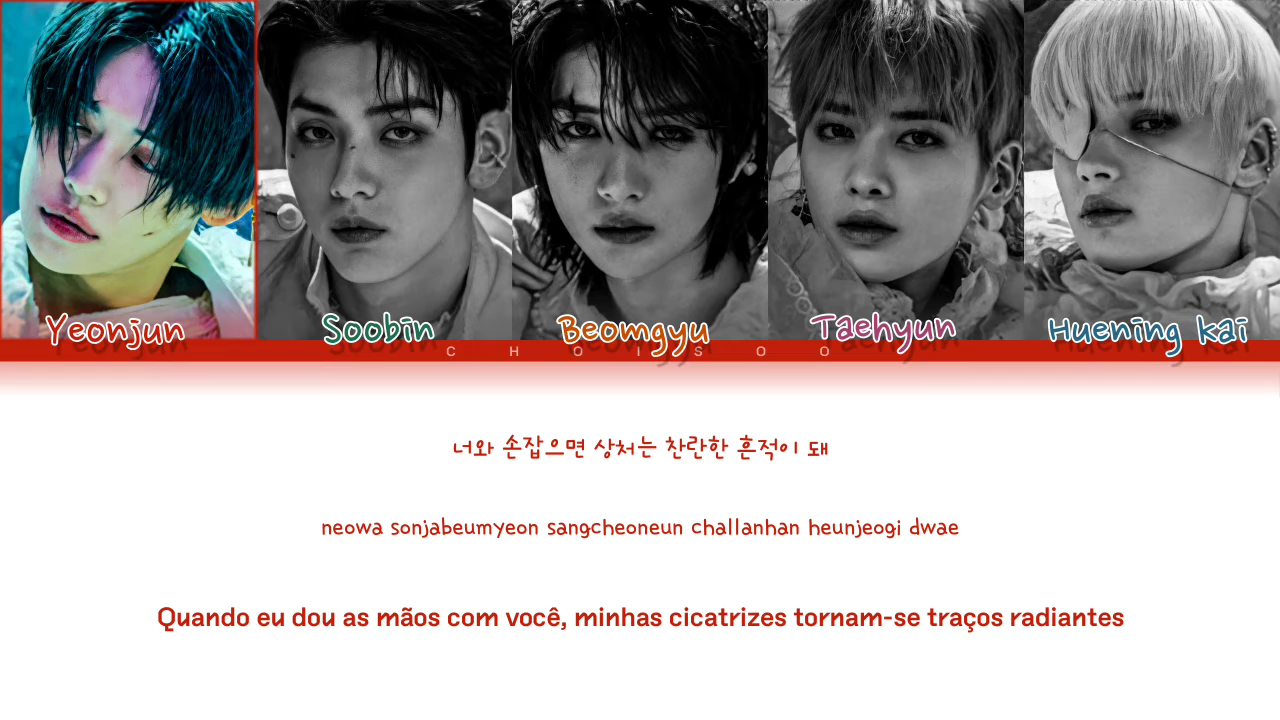 Yeonjun Soobin Beomgyu Taehyun Huening kai
CHOISOO
너와 손잡으면 상처는 찬란한 흔적이 돼
neowa sonjabeumyeon sangcheoneun challanhan heunjeogi dwae
Quando eu dou as mãos com você, minhas cicatrizes tornam-se traços radiantes